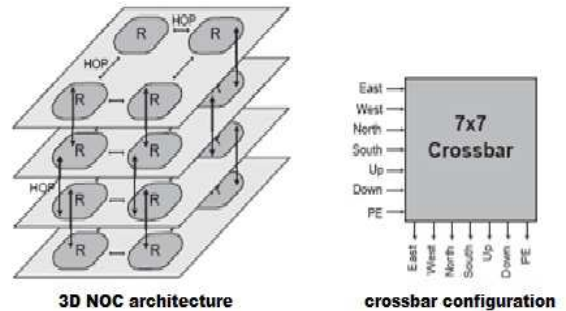 HOP
R
R
HOP
R
R
R
R
HOP
R
R
R
R
3D NOC architecture
East
West
North
South
Up
Down
PE
7x7
Crossbar
East
West
North
South
Up
Down
PE
crossbar configuration